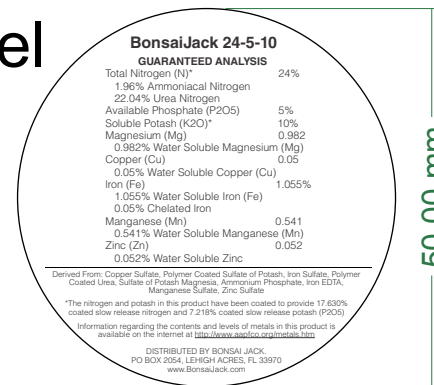 el
BonsaiJack 24-5-10
GUARANTEED ANALYSIS
Total Nitrogen (N)* 24%
1.96% Ammoniacal Nitrogen
22.04% Urea Nitrogen
Available Phosphate (P2O5) 5%
Soluble Potash (K2O)* 10%
Magnesium (Mg) 0.982
0.982% Water Soluble Magnesium (Mg)
Copper (Cu) 0.05
0.05% Water Soluble Copper (Cu)
Iron (Fe) 1.055%
1.055% Water Soluble Iron (Fe)
0.05% Chelated Iron
Manganese (Mn) 0.541
0.541% Water Soluble Manganese (Mn)
Zinc (Zn) 0.052
0.052% Water Soluble Zinc
Derived From: Copper Sulfate, Polymer Coated Sulfate of Potash, Iron Sulfate, Polymer
Coated Urea, Sulfate of Potash Magnesia, Ammonium Phosphate, Iron EDTA,
Manganese Sulfate, Zinc Sulfate
*The nitrogen and potash in this product have been coated to provide 17.630%
coated slow release nitrogen and 7.218% coated slow release potash (P2O5)
Information regarding the contents and levels of metals in this product is
available on the internet at http://www.aapfco.org/metals.htm
DISTRIBUTED BY BONSAI JACK.
PO BOX 2054, LEHIGH ACRES, FL 33970
www.BonsaiJack.com
50.00 mm